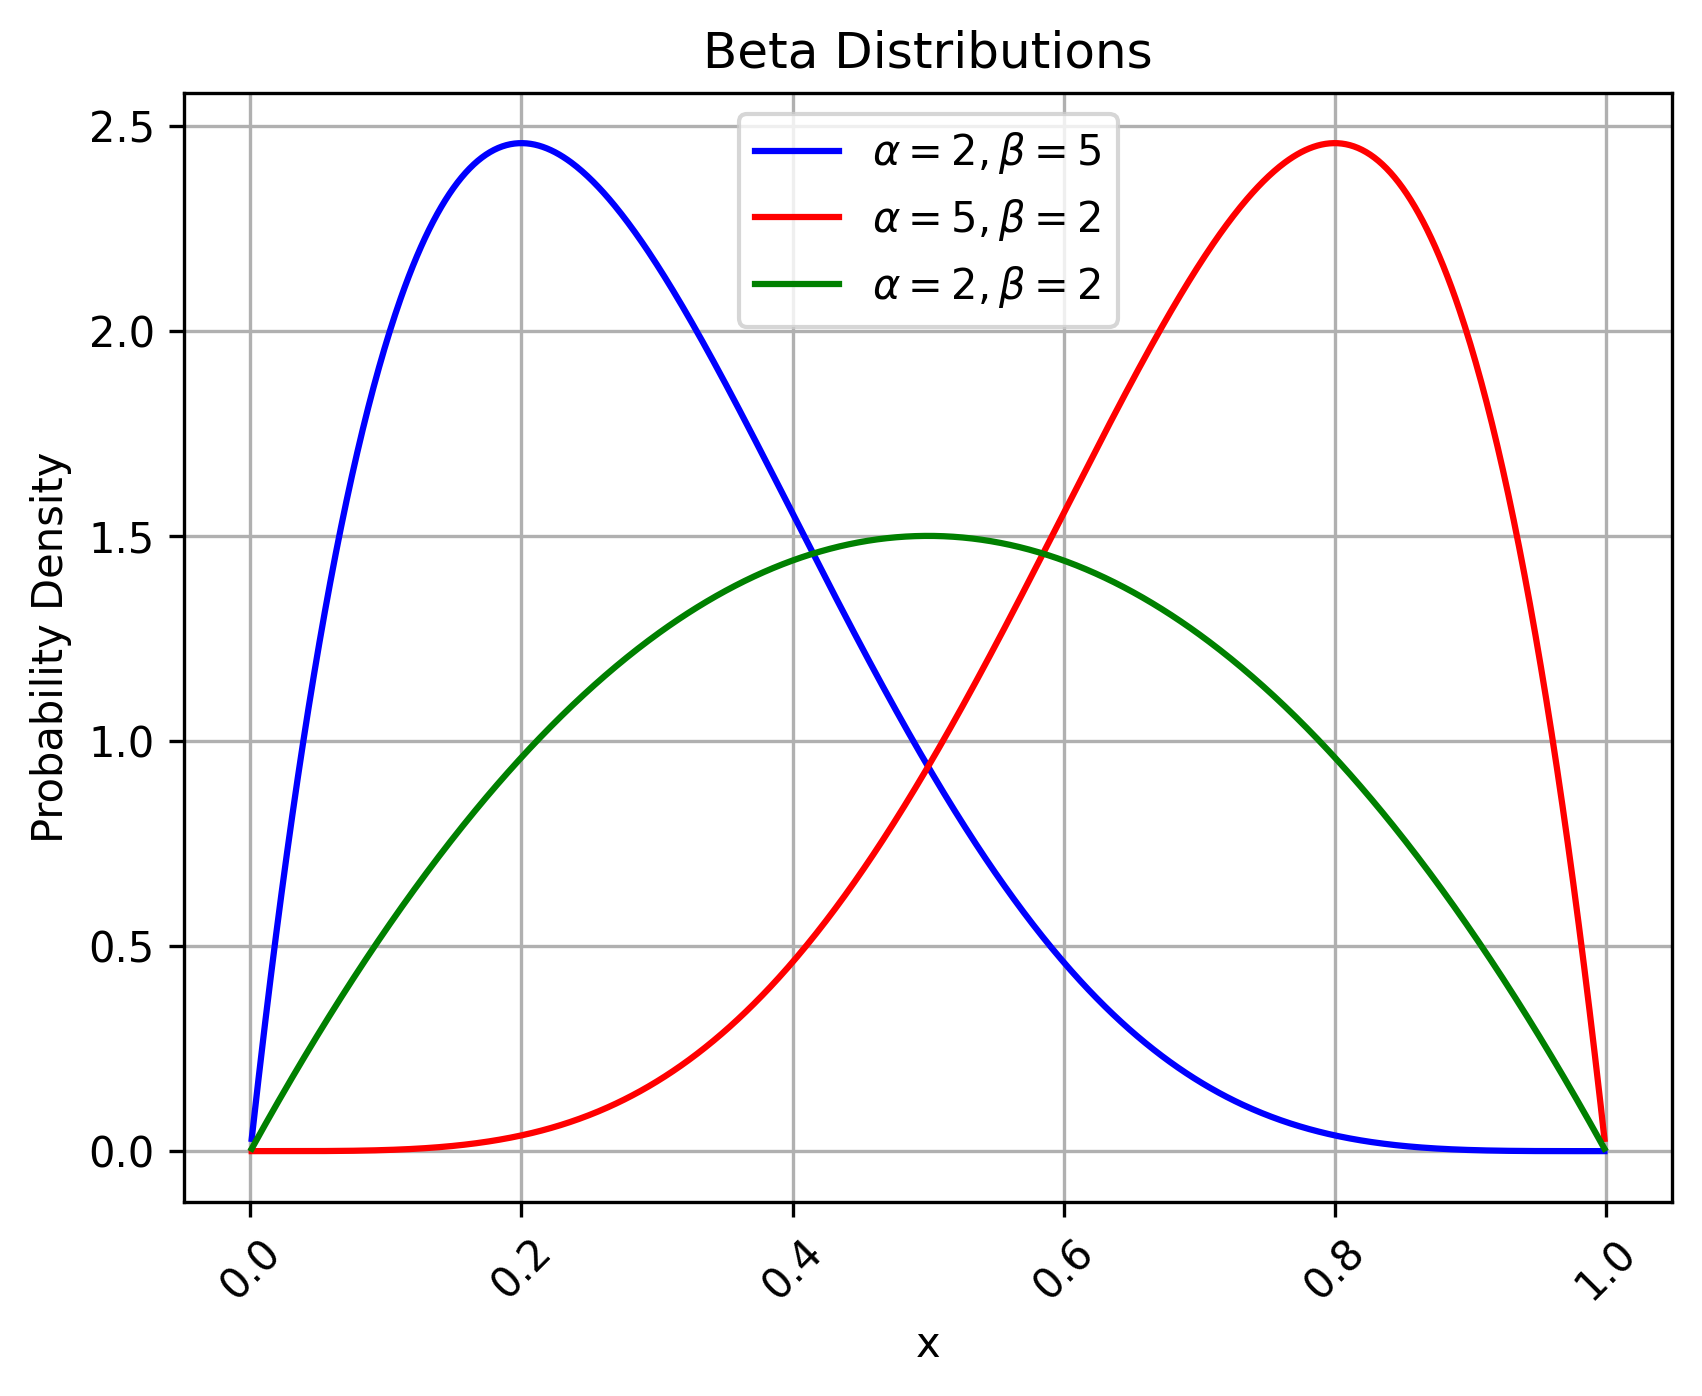 Beta Distributions
α = 2, β = 5
α = 5, β = 2
α = 2, β = 2
Probability Density
2.5
2.0
1.5
1.0
0.5
0.0
0.0 0.2 0.4 0.6 0.8 1.0
x